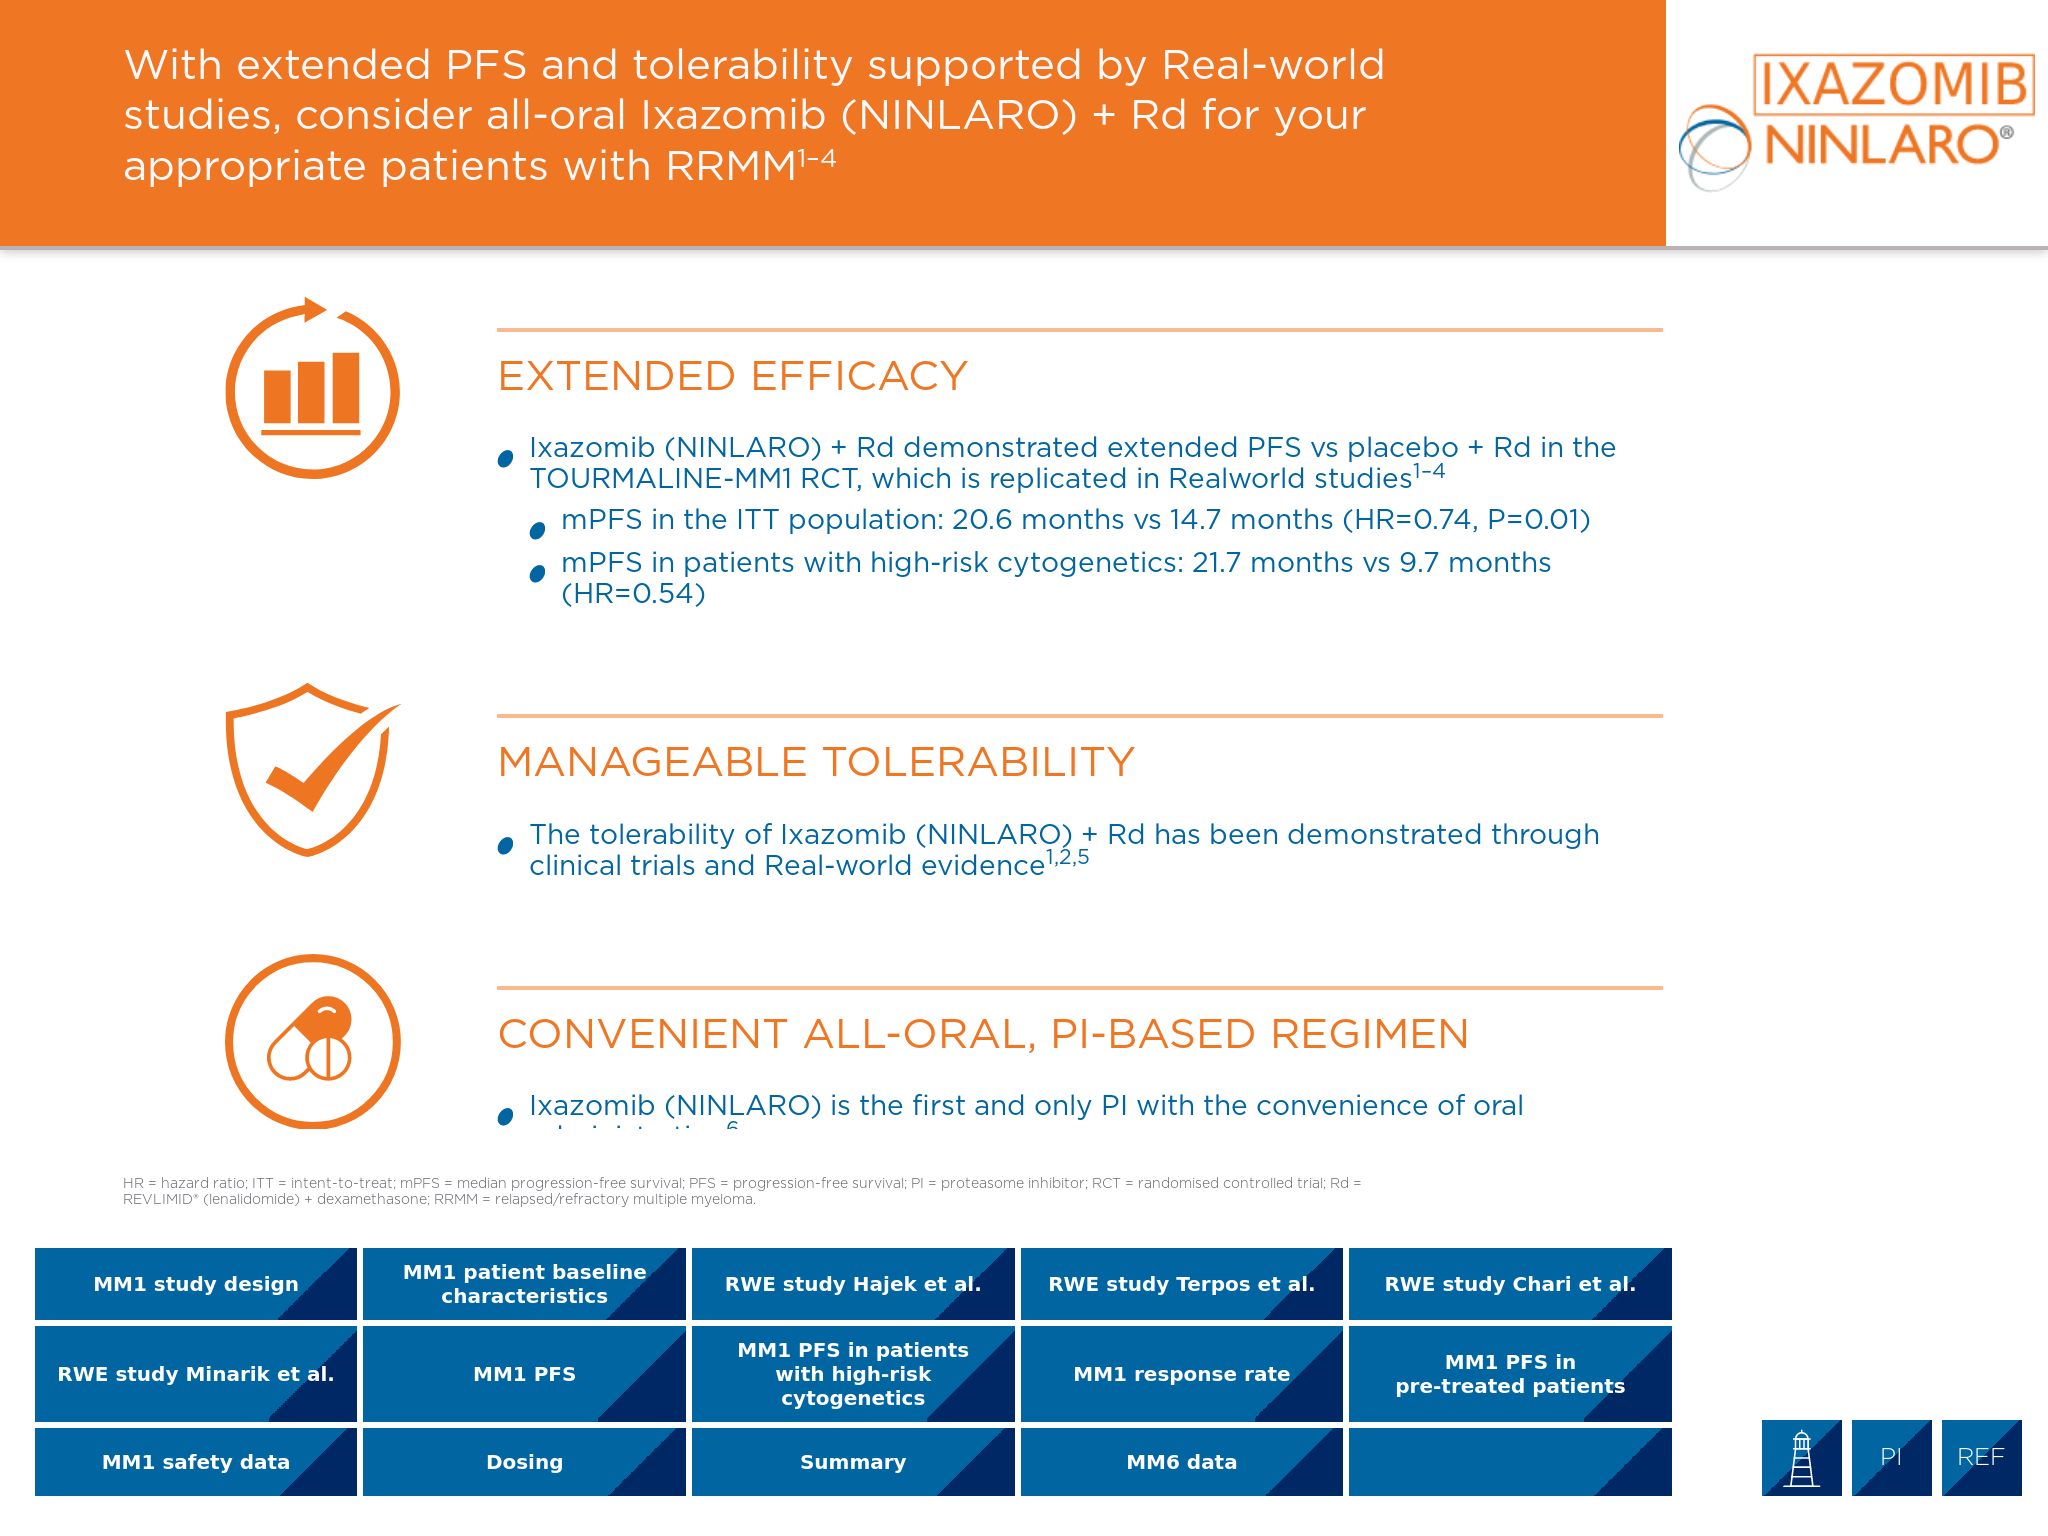 With extended PFS and tolerability supported by Real-world
studies, consider all-oral Ixazomib (NINLARO) + Rd for your
appropriate patients with RRMM¹⁻⁴
IXAZOMIB
NINLARO®
EXTENDED EFFICACY
Ixazomib (NINLARO) + Rd demonstrated extended PFS vs placebo + Rd in the
TOURMALINE-MM1 RCT, which is replicated in Realworld studies¹⁻⁴
mPFS in the ITT population: 20.6 months vs 14.7 months (HR=0.74, P=0.01)
mPFS in patients with high-risk cytogenetics: 21.7 months vs 9.7 months
(HR=0.54)
MANAGEABLE TOLERABILITY
The tolerability of Ixazomib (NINLARO) + Rd has been demonstrated through
clinical trials and Real-world evidence¹,²,⁵
CONVENIENT ALL-ORAL, PI-BASED REGIMEN
Ixazomib (NINLARO) is the first and only PI with the convenience of oral
HR = hazard ratio; ITT = intent-to-treat; mPFS = median progression-free survival; PFS = progression-free survival; PI = proteasome inhibitor; RCT = randomised controlled trial; Rd =
REVLIMID® (lenalidomide) + dexamethasone; RRMM = relapsed/refractory multiple myeloma.
MM1 study design
MM1 patient baseline
characteristics
RWE study Hajek et al.
RWE study Terpos et al.
RWE study Chari et al.
RWE study Minarik et al.
MM1 PFS
MM1 PFS in patients
with high-risk
cytogenetics
MM1 response rate
MM1 PFS in
pre-treated patients
MM1 safety data
Dosing
Summary
MM6 data
PI
REF